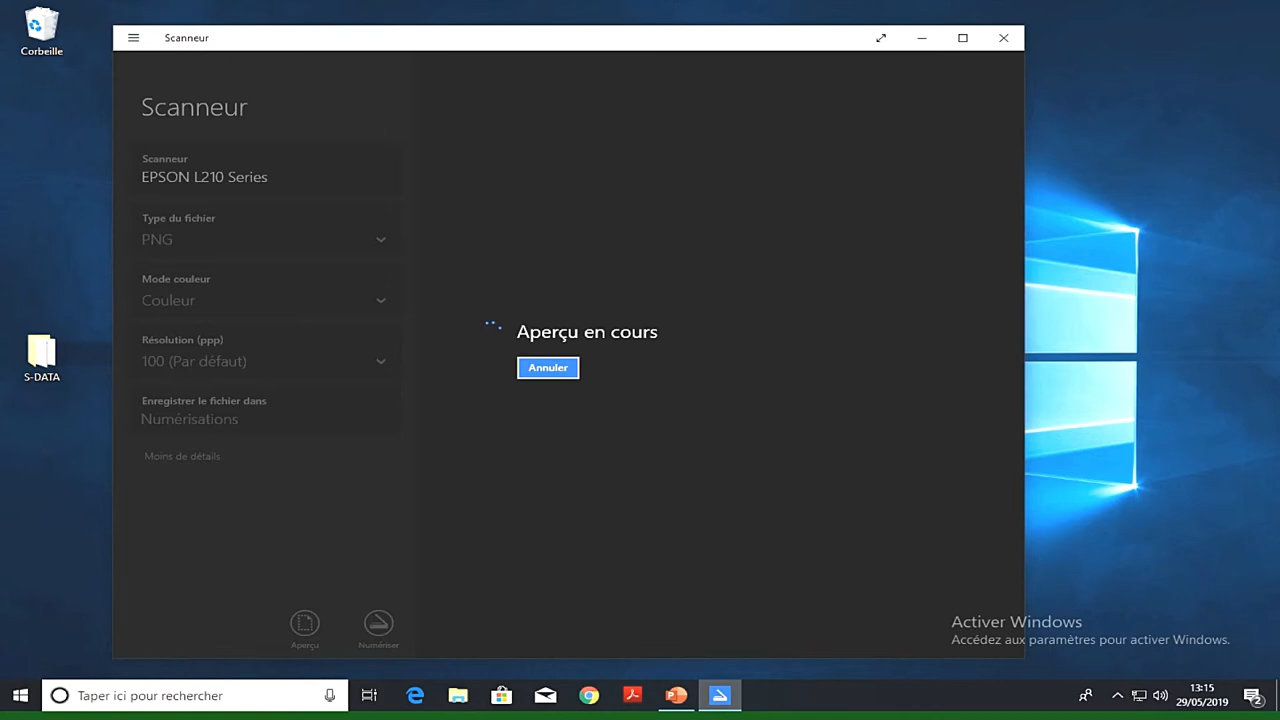 Corbeille
Scanneur
Scanneur
Scanneur
EPSON L210 Series
Type du fichier
PNG
Mode couleur
Couleur
Résolution (ppp)
100 (Par défaut)
Enregistrer le fichier dans
Numérisations
Moins de détails
Aperçu
Numériser
Aperçu en cours
Annuler
S-DATA
Activer Windows
Accédez aux paramètres pour activer Windows.
Taper ici pour rechercher
13:15
29/05/2019
2